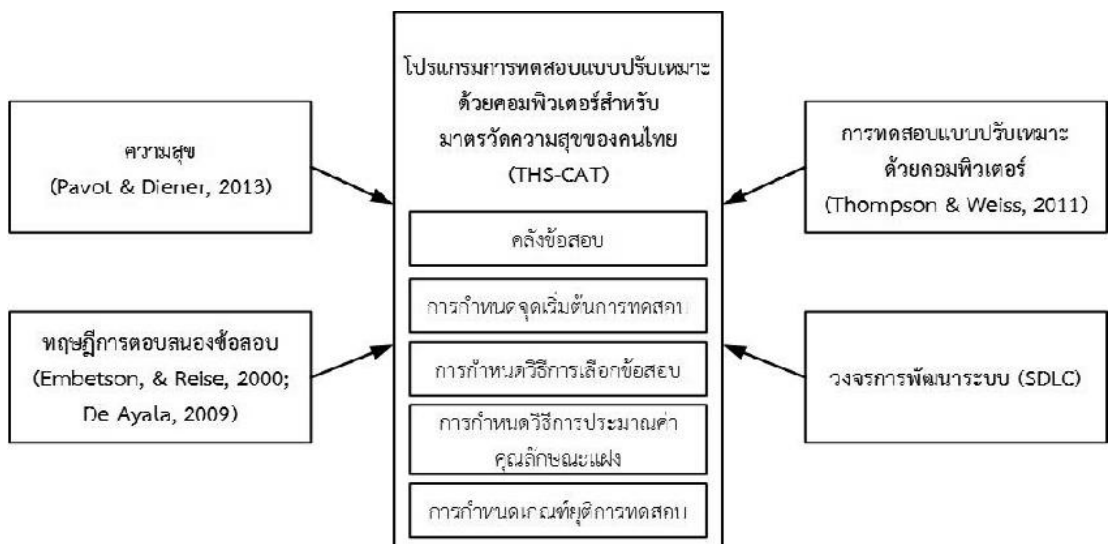 โปรแกรมการทดสอบแบบปรับเหมาะ
ด้วยคอมพิวเตอร์สำหรับ
มาตรวัดความสุขของคนไทย
(THS-CAT)
คลังข้อสอบ
การกำหนดจุดเริ่มต้นการทดสอบ
การกำหนดวิธีการเลือกข้อสอบ
การกำหนดวิธีการประมาณค่า
คุณลักษณะแฝง
การกำหนดเกณฑ์ยุติการทดสอบ
ความสุข
(Pavot & Diener, 2013)
ทฤษฎีการตอบสนองข้อสอบ
(Embetson, & Reise, 2000;
De Ayala, 2009)
การทดสอบแบบปรับเหมาะ
ด้วยคอมพิวเตอร์
(Thompson & Weiss, 2011)
วงจรการพัฒนาระบบ (SDLC)